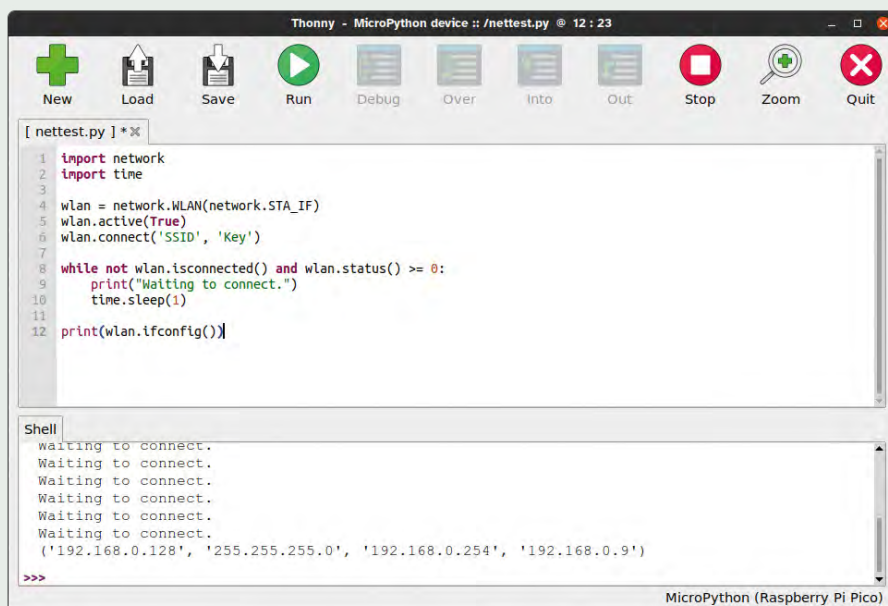 Thonny - MicroPython device :: /nettest.py @ 12 : 23
New Load Save Run Debug Over Into Out Stop Zoom Quit
[ nettest.py ] *
1 import network
2 import time
3
4 wlan = network.WLAN(network.STA_IF)
5 wlan.active(True)
6 wlan.connect('SSID', 'Key')
7
8 while not wlan.isconnected() and wlan.status() >= 0:
9     print("Waiting to connect.")
10     time.sleep(1)
11
12 print(wlan.ifconfig())
Shell
Waiting to connect.
Waiting to connect.
Waiting to connect.
Waiting to connect.
Waiting to connect.
Waiting to connect.
('192.168.0.128', '255.255.255.0', '192.168.0.254', '192.168.0.9')
>>>
MicroPython (Raspberry Pi Pico)